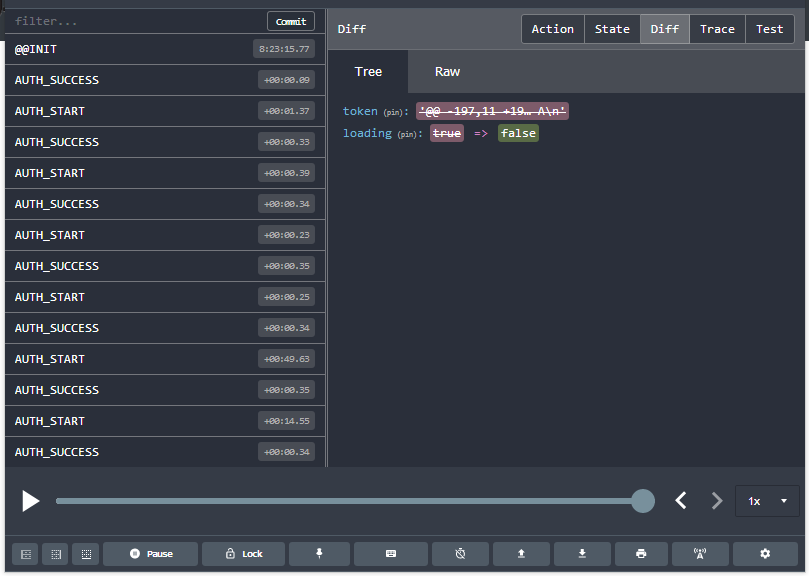 filter... Commit
@@INIT 8:23:15.77
AUTH_SUCCESS +00:00.09
AUTH_START +00:01.37
AUTH_SUCCESS +00:00.33
AUTH_START +00:00.39
AUTH_SUCCESS +00:00.34
AUTH_START +00:00.23
AUTH_SUCCESS +00:00.35
AUTH_START +00:00.25
AUTH_SUCCESS +00:00.34
AUTH_START +00:49.63
AUTH_SUCCESS +00:00.35
AUTH_START +00:14.55
AUTH_SUCCESS +00:00.34
Diff Action State Diff Trace Test
Tree Raw
token (pin): '@@ -197,11 +19… A\n'
loading (pin): true => false
1x
Pause Lock